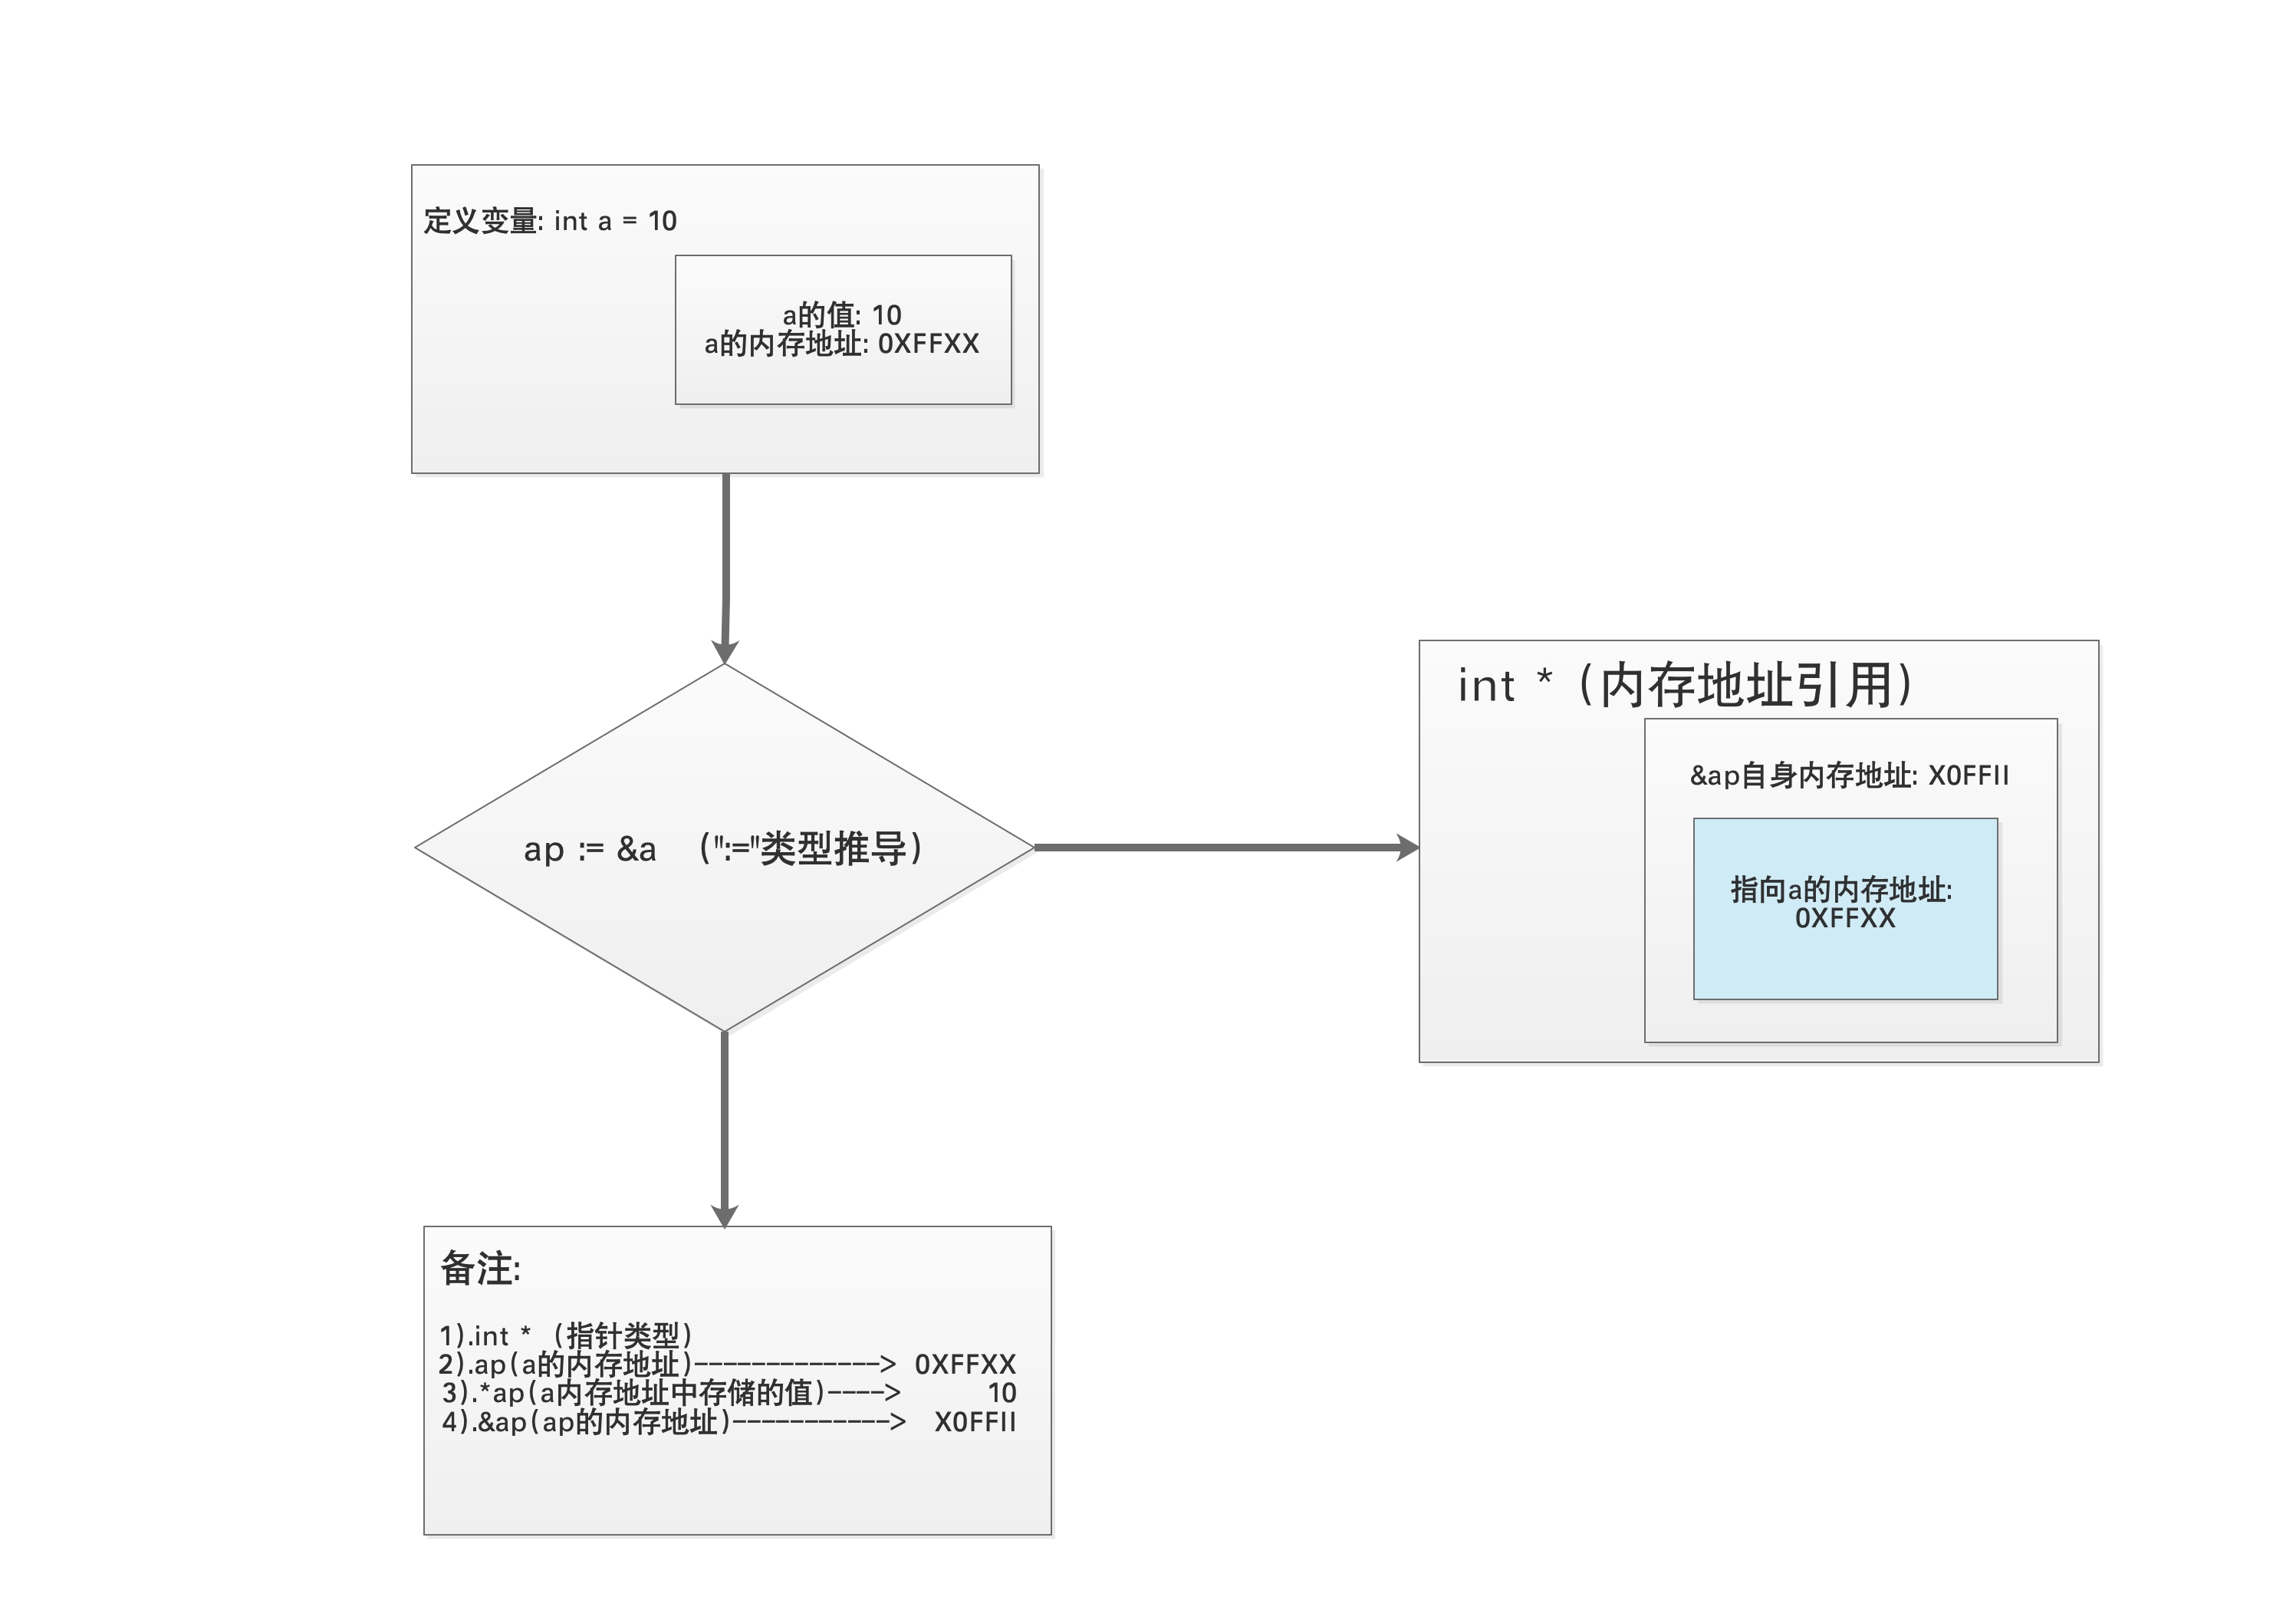 定义变量: int a = 10
a的值: 10
a的内存地址: 0XFFXX
int * (内存地址引用)
&ap自身内存地址: X0FFII
ap := &a (":="类型推导)
指向a的内存地址:
0XFFXX
备注:
1).int * (指针类型)
2).ap(a的内存地址)-------------> 0XFFXX
3).*ap(a内存地址中存储的值)----> 10
4).&ap(ap的内存地址)-----------> X0FFII